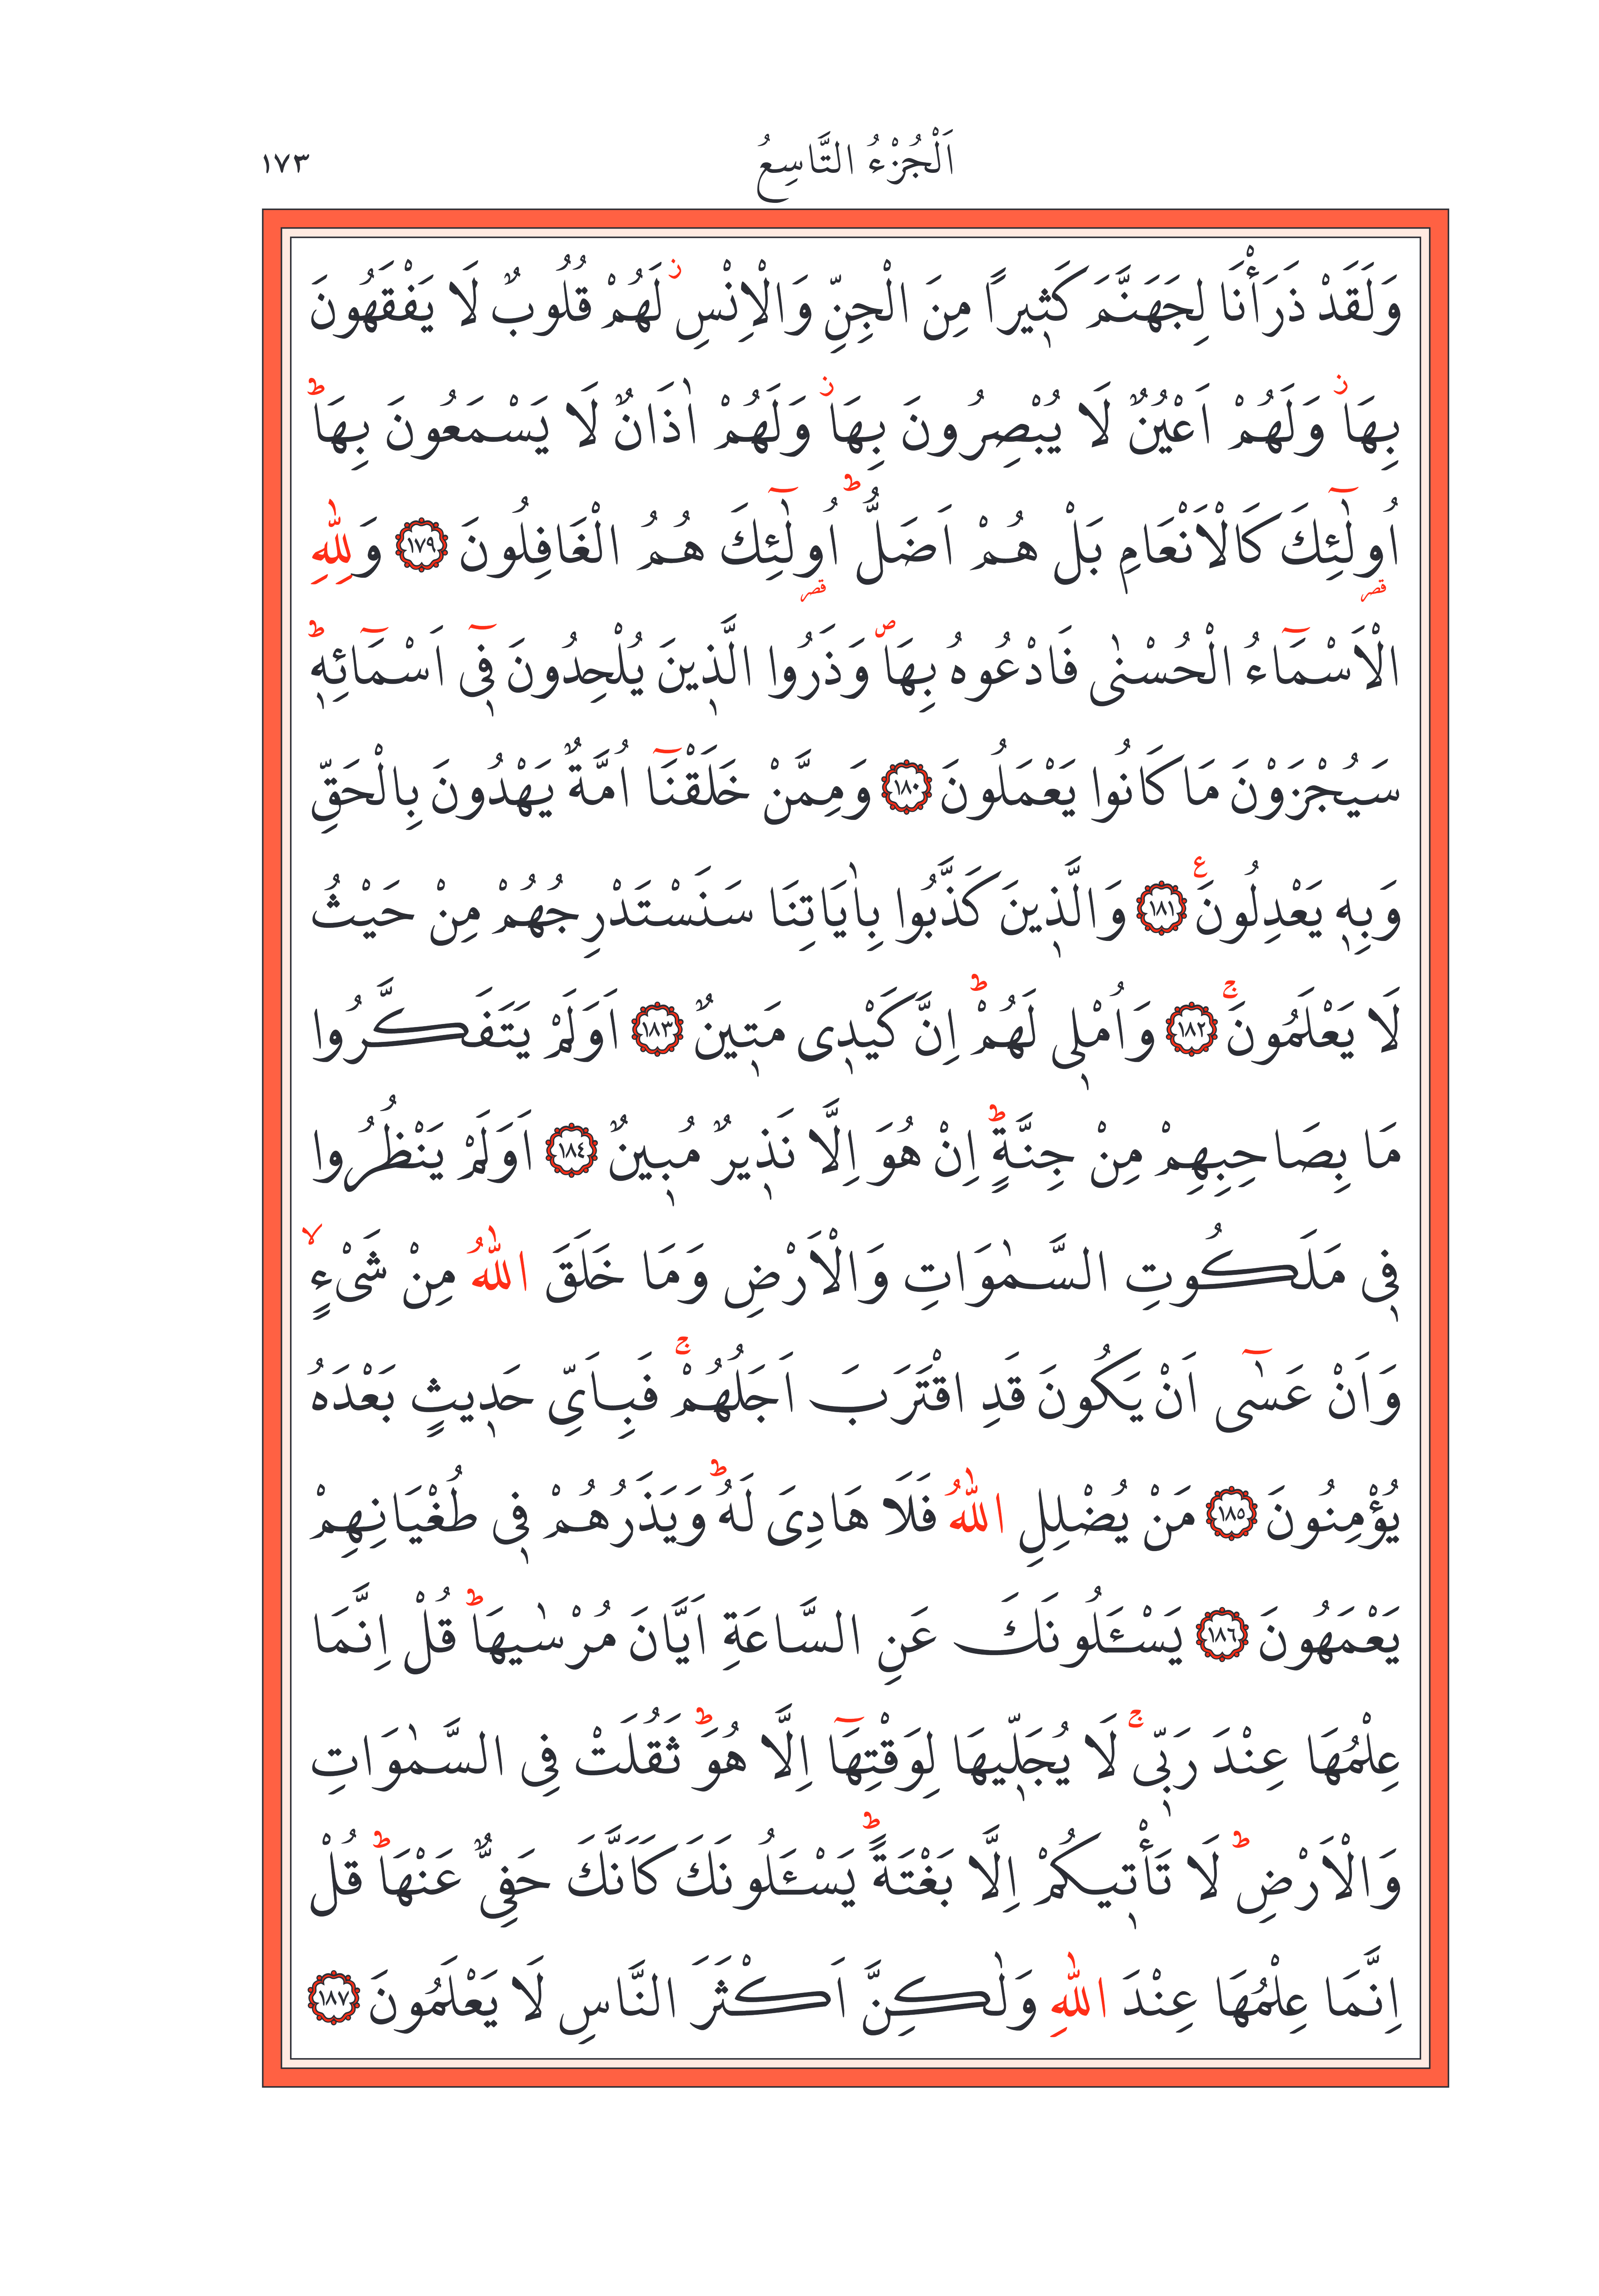 اَلْجُزْءُ التَّاسِعُ ١٧٣
وَلَقَدْ ذَرَأْنَا لِجَهَنَّمَ كَث۪يرًا مِنَ الْجِنِّ وَالْاِنْسِۘ لَهُمْ قُلُوبٌ لَا يَفْقَهُونَ
بِهَاۘ وَلَهُمْ اَعْيُنٌ لَا يُبْصِرُونَ بِهَاۘ وَلَهُمْ اٰذَانٌ لَا يَسْمَعُونَ بِهَاۜ
اُو۬لٰٓئِكَ كَالْاَنْعَامِ بَلْ هُمْ اَضَلُّۜ اُو۬لٰٓئِكَ هُمُ الْغَافِلُونَ ﴿١٧٩﴾ وَلِلّٰهِ
الْاَسْمَٓاءُ الْحُسْنٰى فَادْعُوهُ بِهَاۖ وَذَرُوا الَّذ۪ينَ يُلْحِدُونَ ف۪ٓي اَسْمَٓائِه۪ۜ
سَيُجْزَوْنَ مَا كَانُوا يَعْمَلُونَ ﴿١٨٠﴾ وَمِمَّنْ خَلَقْنَٓا اُمَّةٌ يَهْدُونَ بِالْحَقِّ
وَبِه۪ يَعْدِلُونَ۟ ﴿١٨١﴾ وَالَّذ۪ينَ كَذَّبُوا بِاٰيَاتِنَا سَنَسْتَدْرِجُهُمْ مِنْ حَيْثُ
لَا يَعْلَمُونَۚ ﴿١٨٢﴾ وَاُمْل۪ي لَهُمْۜ اِنَّ كَيْد۪ي مَت۪ينٌ ﴿١٨٣﴾ اَوَلَمْ يَتَفَكَّرُوا
مَا بِصَاحِبِهِمْ مِنْ جِنَّةٍۜ اِنْ هُوَ اِلَّا نَذ۪يرٌ مُب۪ينٌ ﴿١٨٤﴾ اَوَلَمْ يَنْظُرُوا
ف۪ي مَلَكُوتِ السَّمٰوَاتِ وَالْاَرْضِ وَمَا خَلَقَ اللّٰهُ مِنْ شَيْءٍۙ
وَاَنْ عَسٰٓى اَنْ يَكُونَ قَدِ اقْتَرَبَ اَجَلُهُمْۚ فَبِاَيِّ حَد۪يثٍ بَعْدَهُ
يُؤْمِنُونَ ﴿١٨٥﴾ مَنْ يُضْلِلِ اللّٰهُ فَلَا هَادِيَ لَهُۜ وَيَذَرُهُمْ ف۪ي طُغْيَانِهِمْ
يَعْمَهُونَ ﴿١٨٦﴾ يَسْـَٔلُونَكَ عَنِ السَّاعَةِ اَيَّانَ مُرْسٰيهَاۜ قُلْ اِنَّمَا
عِلْمُهَا عِنْدَ رَبّ۪يۚ لَا يُجَلّ۪يهَا لِوَقْتِهَٓا اِلَّا هُوَۜ ثَقُلَتْ فِي السَّمٰوَاتِ
وَالْاَرْضِۜ لَا تَأْت۪يكُمْ اِلَّا بَغْتَةًۜ يَسْـَٔلُونَكَ كَاَنَّكَ حَفِيٌّ عَنْهَاۜ قُلْ
اِنَّمَا عِلْمُهَا عِنْدَ اللّٰهِ وَلٰكِنَّ اَكْثَرَ النَّاسِ لَا يَعْلَمُونَ ﴿١٨٧﴾